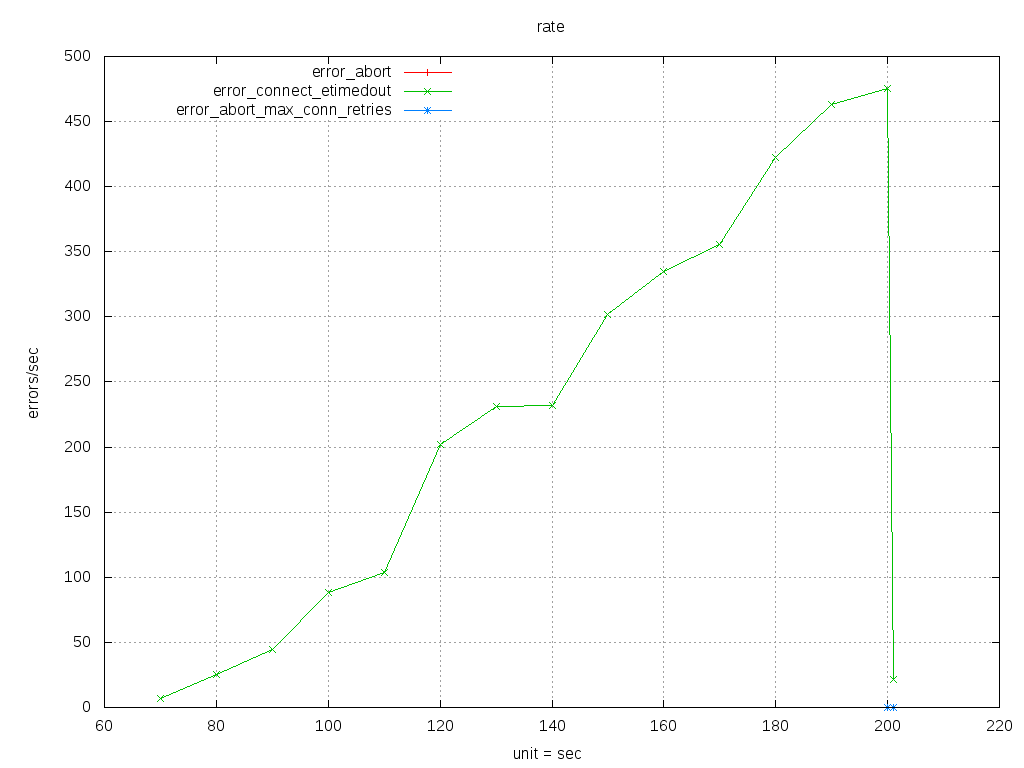 rate
500
450
400
350
300
250
200
150
100
50
0
errors/sec
error_abort
error_connect_etimedout
error_abort_max_conn_retries
60 80 100 120 140 160 180 200 220
unit = sec